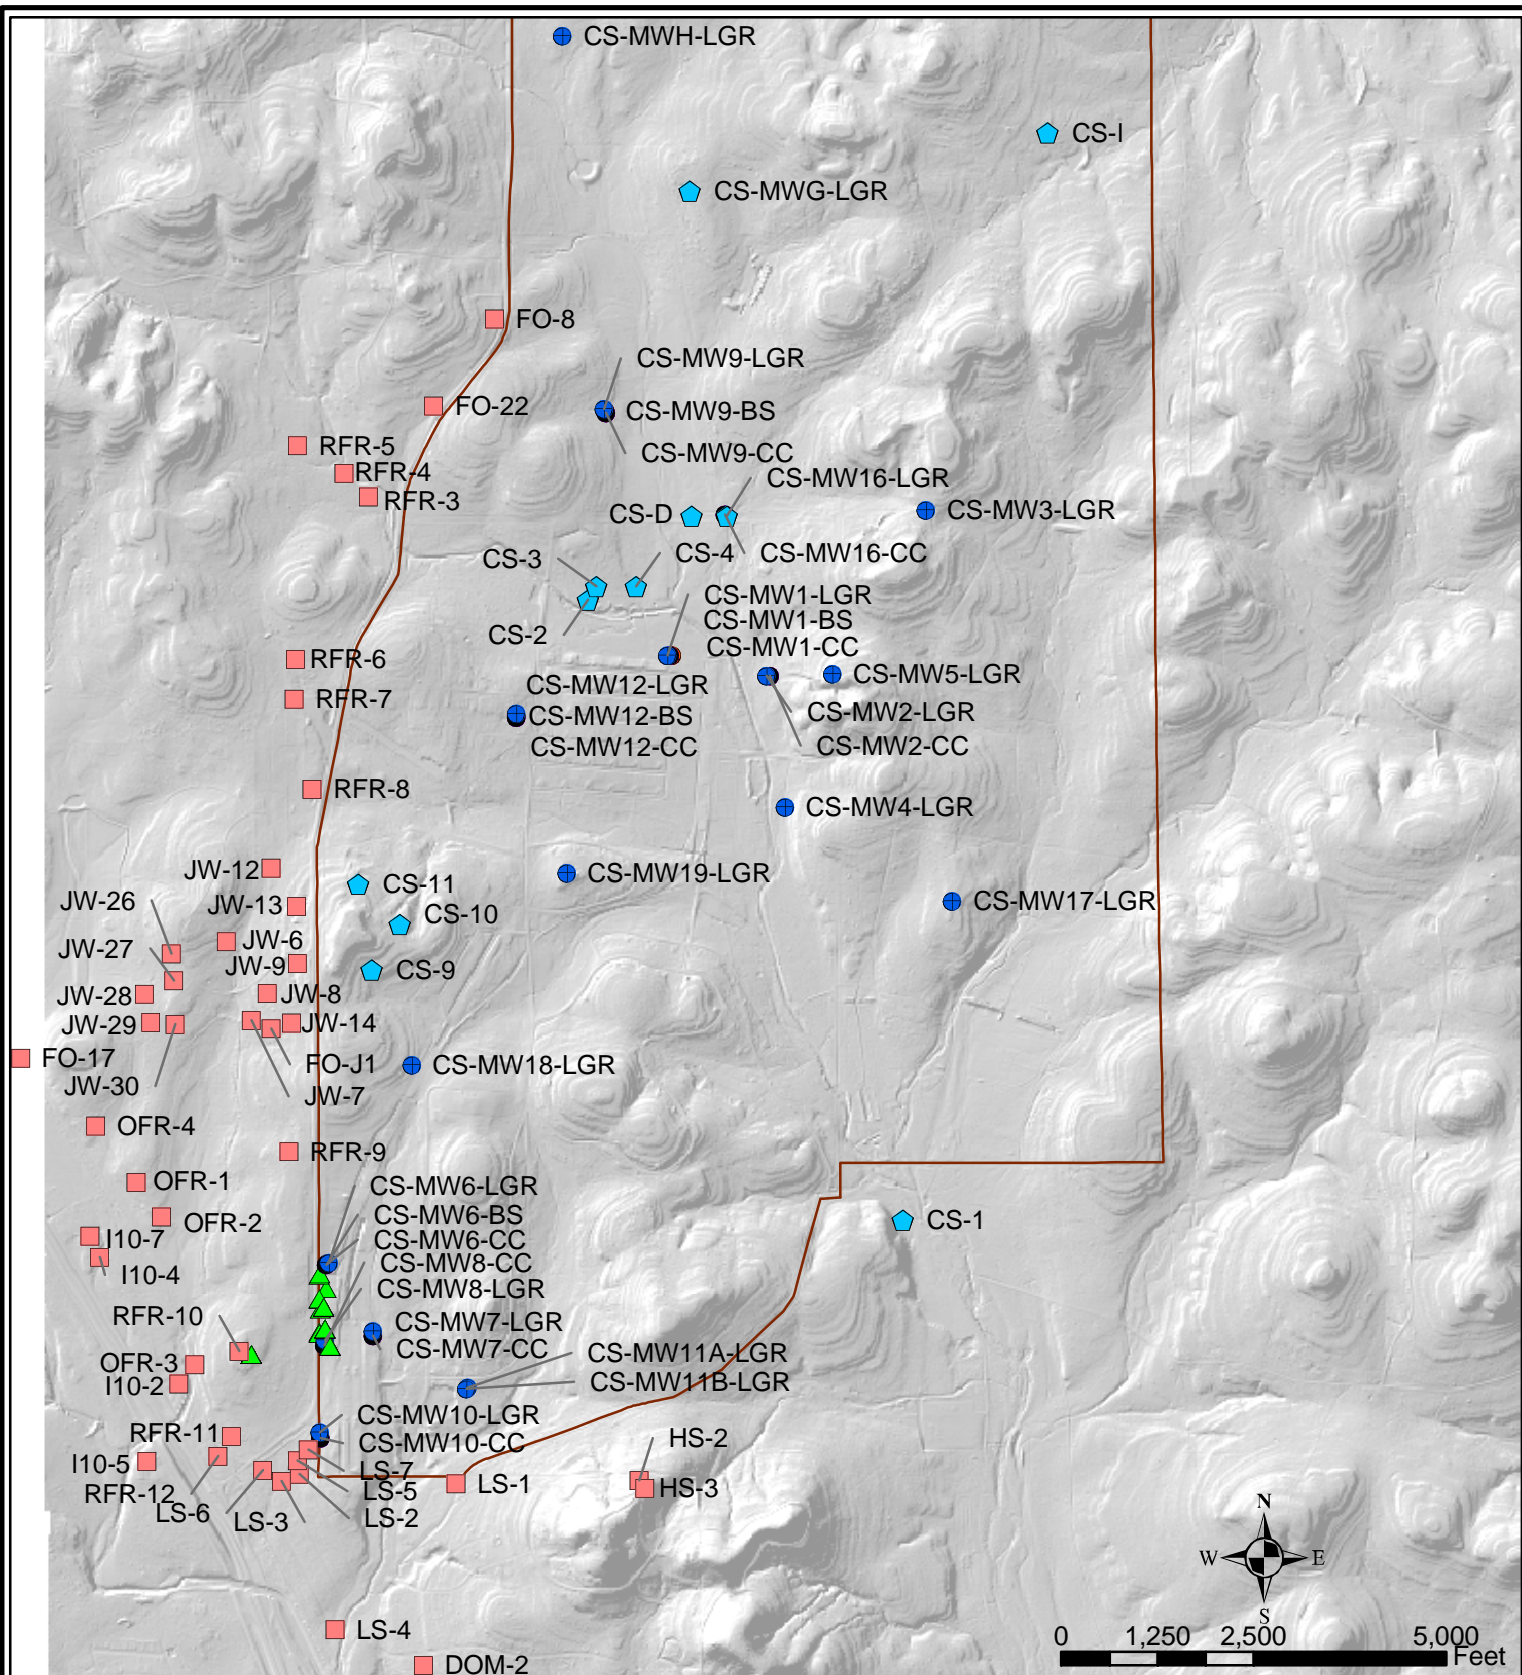 CS-MWH-LGR
CS-I
CS-MWG-LGR
FO-8
CS-MW9-LGR
FO-22
CS-MW9-BS
RFR-5
CS-MW9-CC
RFR-4
CS-MW16-LGR
RFR-3
CS-D
CS-MW3-LGR
CS-3
CS-4
CS-MW16-CC
CS-MW1-LGR
CS-MW1-BS
CS-2
CS-MW1-CC
RFR-6
CS-MW5-LGR
CS-MW12-LGR
RFR-7
CS-MW12-BS
CS-MW2-LGR
CS-MW12-CC
CS-MW2-CC
RFR-8
CS-MW4-LGR
JW-12
CS-MW19-LGR
CS-11
JW-26
JW-13
CS-10
CS-MW17-LGR
JW-27
JW-6
JW-9
CS-9
JW-28
JW-8
JW-29
JW-14
FO-17
FO-J1
CS-MW18-LGR
JW-30
JW-7
OFR-4
RFR-9
OFR-1
CS-MW6-LGR
OFR-2
CS-MW6-BS
CS-1
I10-7
CS-MW6-CC
CS-MW8-CC
I10-4
CS-MW8-LGR
RFR-10
CS-MW7-LGR
CS-MW7-CC
CS-MW11A-LGR
OFR-3
I10-2
CS-MW11B-LGR
CS-MW10-LGR
RFR-11
CS-MW10-CC
HS-2
I10-5
LS-7
RFR-12
LS-5
LS-1
HS-3
LS-6
LS-3
LS-2
N
W
E
S
LS-4
0
1,250
2,500
5,000
Feet
DOM-2